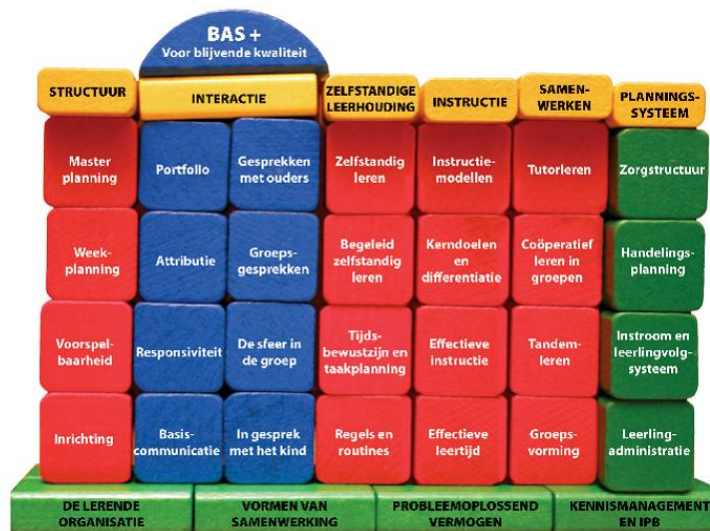 BAS +
Voor blijvende kwaliteit
STRUCTUUR
INTERACTIE
ZELFSTANDIGE
LEERHOUDING
INSTRUCTIE
SAMEN-
WERKEN
PLANNINGS-
SYSTEEM
Master
planning
Portfolio
Gesprekken
met ouders
Zelfstandig
leren
Instructie-
modellen
Tutorleren
Zorgstructuur
Week-
planning
Attributie
Groeps-
gesprekken
Begeleid
zelfstandig
leren
Kerndoelen
en
differentiatie
Coöperatief
leren in
groepen
Handelings-
planning
Voorspel-
baarheid
Responsiviteit
De sfeer in
de groep
Tijds-
bewustzijn en
taakplanning
Effectieve
instructie
Tandem-
leren
Instroom en
leerlingvolg-
systeem
Inrichting
Basis-
communicatie
In gesprek
met het kind
Regels en
routines
Effectieve
leertijd
Groeps-
vorming
Leerling-
administratie
DE LERENDE
ORGANISATIE
VORMEN VAN
SAMENWERKING
PROBLEEMOPLOSSEND
VERMOGEN
KENNISMANAGEMENT
EN IPB